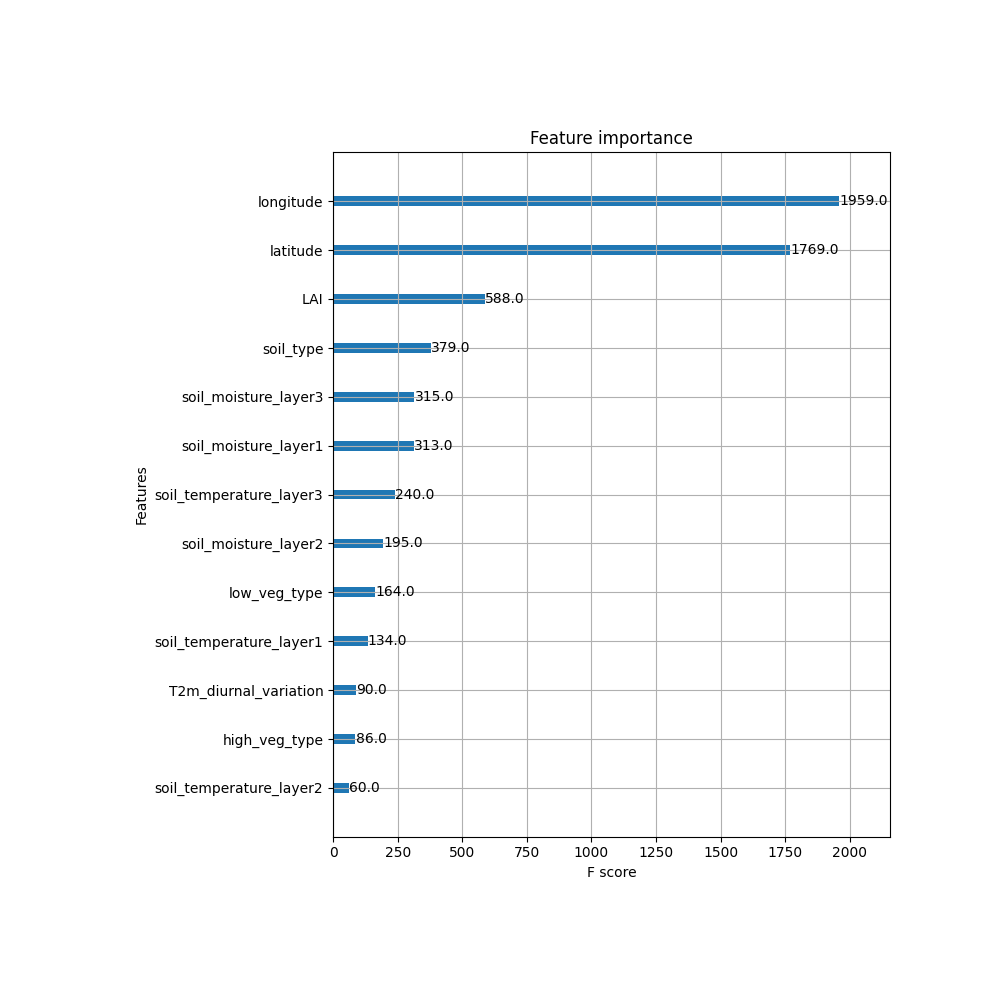 Feature importance
longitude 1959.0
latitude 1769.0
LAI 588.0
soil_type 379.0
soil_moisture_layer3 315.0
soil_moisture_layer1 313.0
soil_temperature_layer3 240.0
soil_moisture_layer2 195.0
low_veg_type 164.0
soil_temperature_layer1 134.0
T2m_diurnal_variation 90.0
high_veg_type 86.0
soil_temperature_layer2 60.0
Features
0 250 500 750 1000 1250 1500 1750 2000
F score